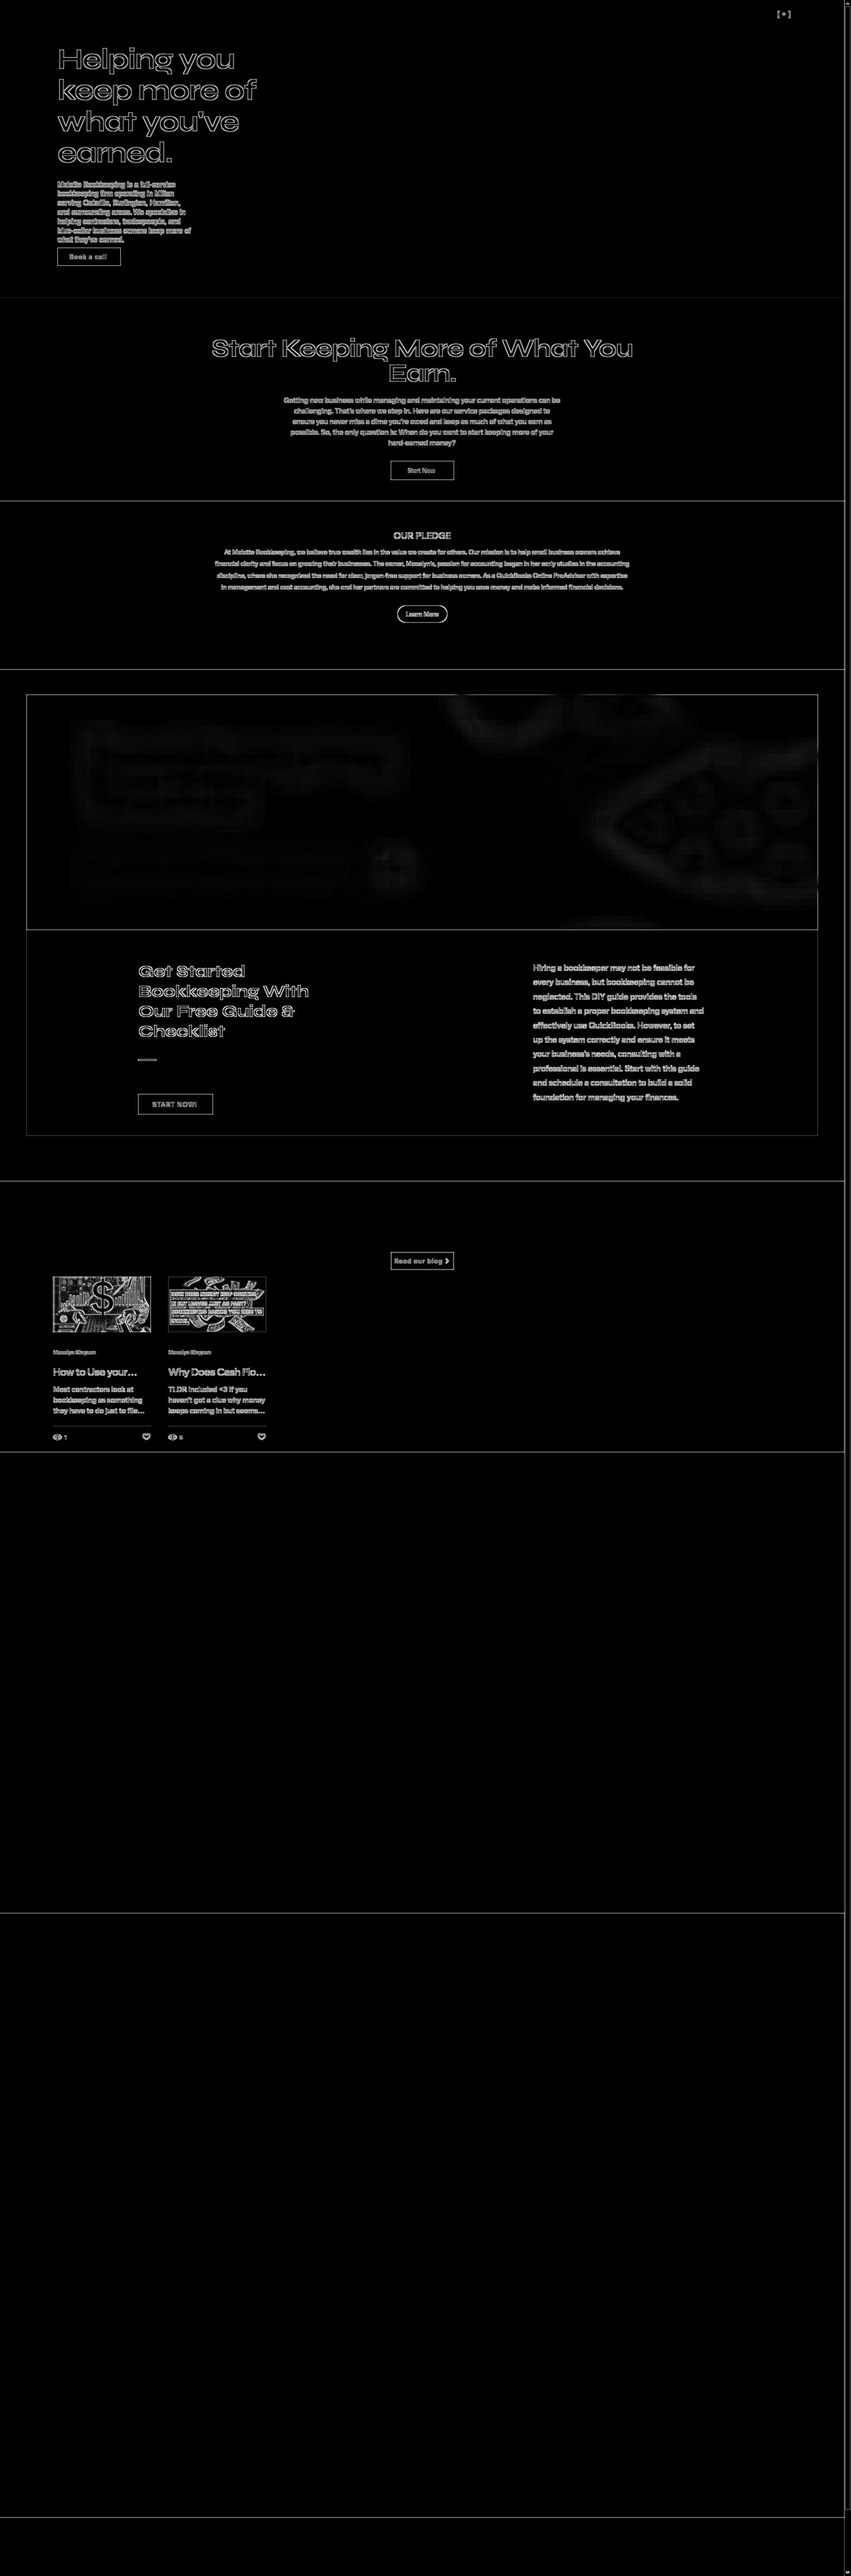 [ + ]
Helping you
keep more of
what you've
earned.
Bookkeeping is a full-service
bookkeeping firm operating in Milton
serving Oakville, Burlington, Hamilton,
and surrounding areas. We specialize in
helping contractors, tradespeople, and
blue-collar business owners keep more of
what they've earned.
Book a call
Start Keeping More of What You
Earn.
Getting new business while managing and maintaining your current operations can be
challenging. That's where we step in. Here are our service packages designed to
ensure you never miss a dime you're owed and keep as much of what you earn as
possible. So, the only question is: When do you want to start keeping more of your
hard-earned money?
Start Now
OUR PLEDGE
At Bookkeeping, we believe true wealth lies in the value we create for others. Our mission is to help small business owners achieve
financial clarity and focus on growing their businesses. The owner, passion for accounting began in her early studies in the accounting
discipline, where she recognized the need for clear, jargon-free support for business owners. As a QuickBooks Online ProAdvisor with expertise
in management and cost accounting, she and her partners are committed to helping you save money and make informed financial decisions.
Learn More
Get Started
Bookkeeping With
Our Free Guide &
Checklist
START NOW!
Hiring a bookkeeper may not be feasible for
every business, but bookkeeping cannot be
neglected. This DIY guide provides the tools
to establish a proper bookkeeping system and
effectively use QuickBooks. However, to set
up the system correctly and ensure it meets
your business's needs, consulting with a
professional is essential. Start with this guide
and schedule a consultation to build a solid
foundation for managing your finances.
Read our blog
$
How to Use your...
Most contractors look at
bookkeeping as something
they have to do just to file...
1
Why Does Cash Flo...
TLDR Included <3 If you
haven't got a clue why money
keeps coming in but seems...